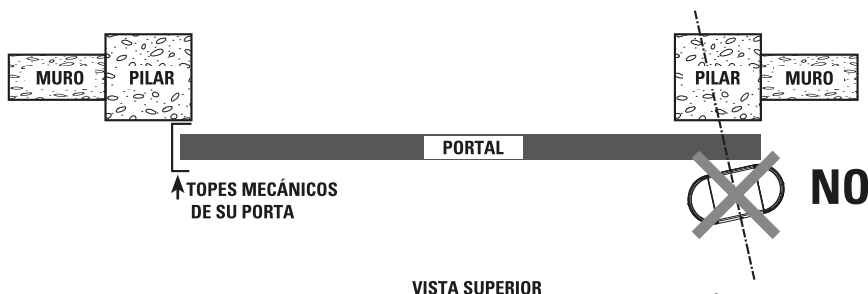 MURO
PILAR
PILAR
MURO
PORTAL
TOPES MECÁNICOS
DE SU PORTA
NO
VISTA SUPERIOR